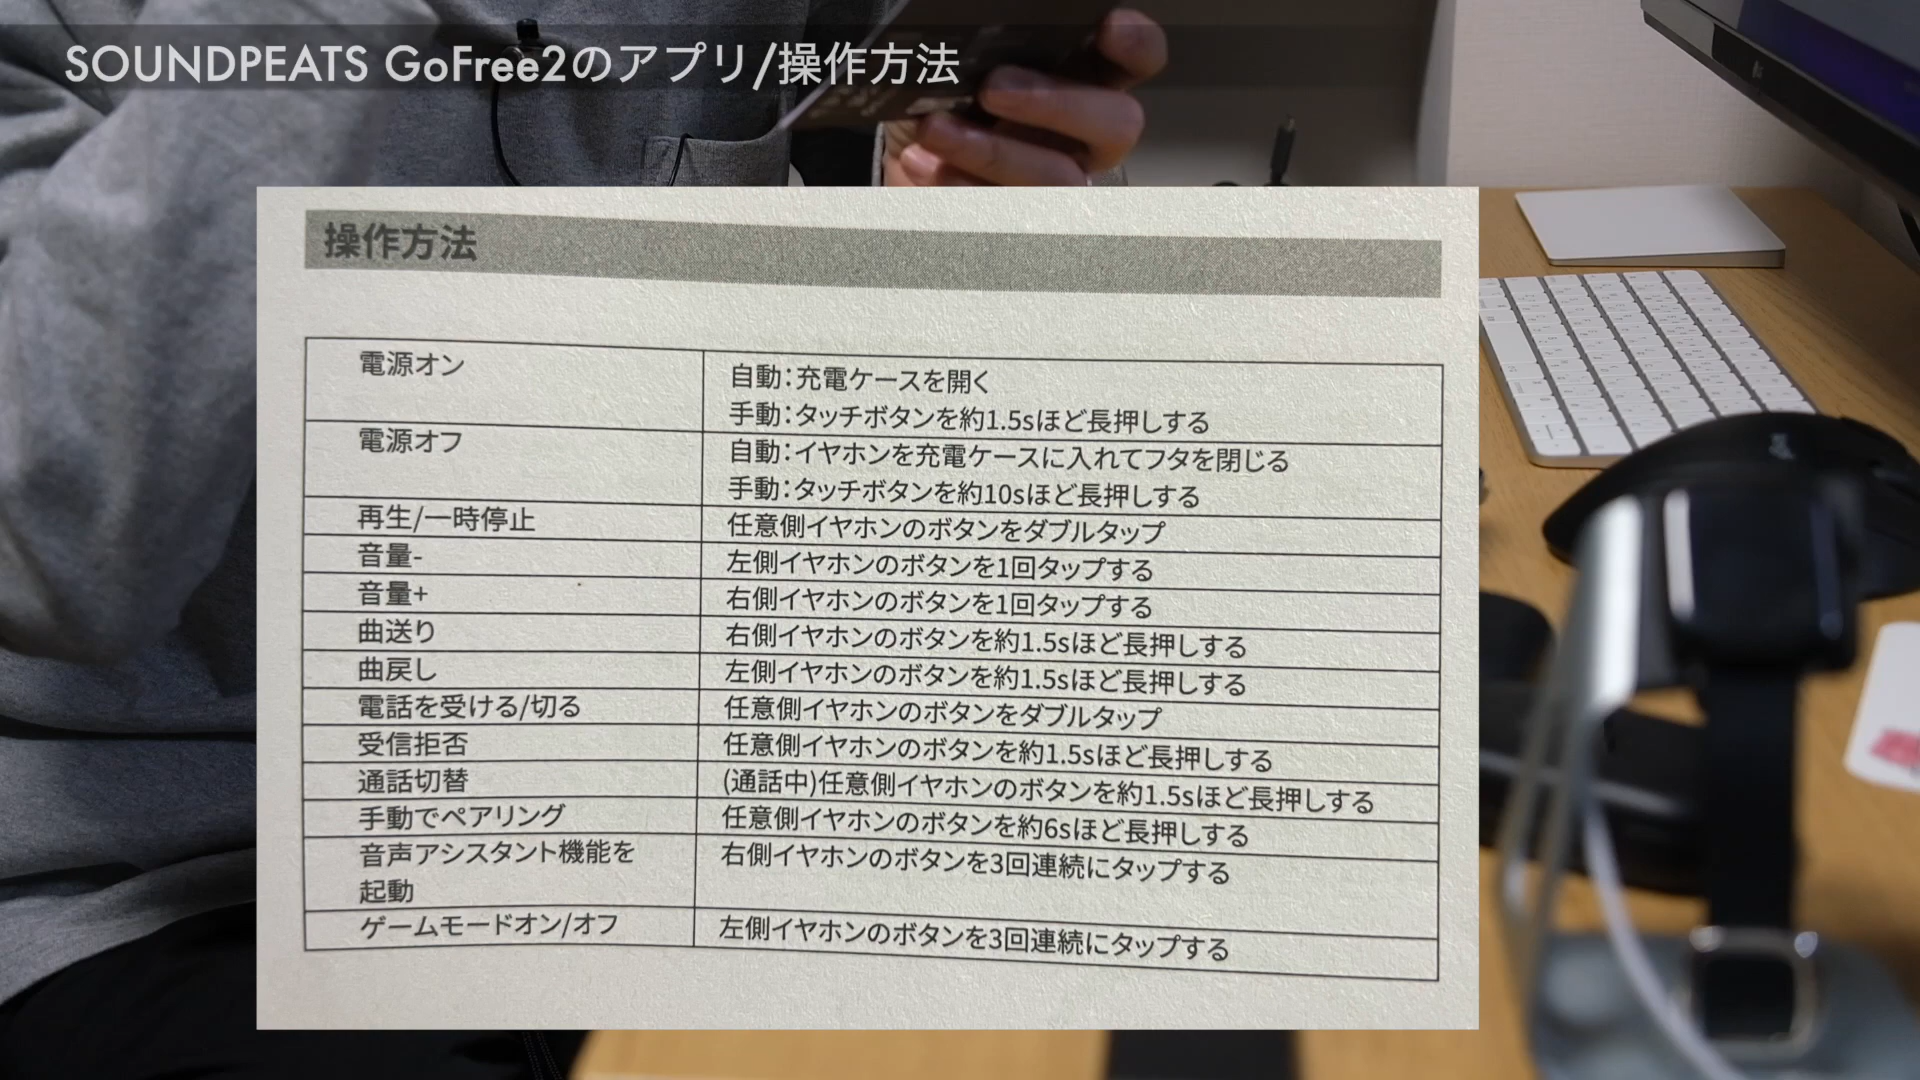 SOUNDPEATS GoFree2のアプリ/操作方法
操作方法
電源オン
自動:充電ケースを開く
手動:タッチボタンを約1.5sほど長押しする
電源オフ
自動:イヤホンを充電ケースに入れてフタを閉じる
手動:タッチボタンを約10sほど長押しする
再生/一時停止
任意側イヤホンのボタンをダブルタップ
音量-
左側イヤホンのボタンを1回タップする
音量+
右側イヤホンのボタンを1回タップする
曲送り
右側イヤホンのボタンを約1.5sほど長押しする
曲戻し
左側イヤホンのボタンを約1.5sほど長押しする
電話を受ける/切る
任意側イヤホンのボタンをダブルタップ
受信拒否
任意側イヤホンのボタンを約1.5sほど長押しする
通話切替
(通話中)任意側イヤホンのボタンを約1.5sほど長押しする
手動でペアリング
任意側イヤホンのボタンを約6sほど長押しする
音声アシスタント機能を
起動
右側イヤホンのボタンを3回連続にタップする
ゲームモードオン/オフ
左側イヤホンのボタンを3回連続にタップする